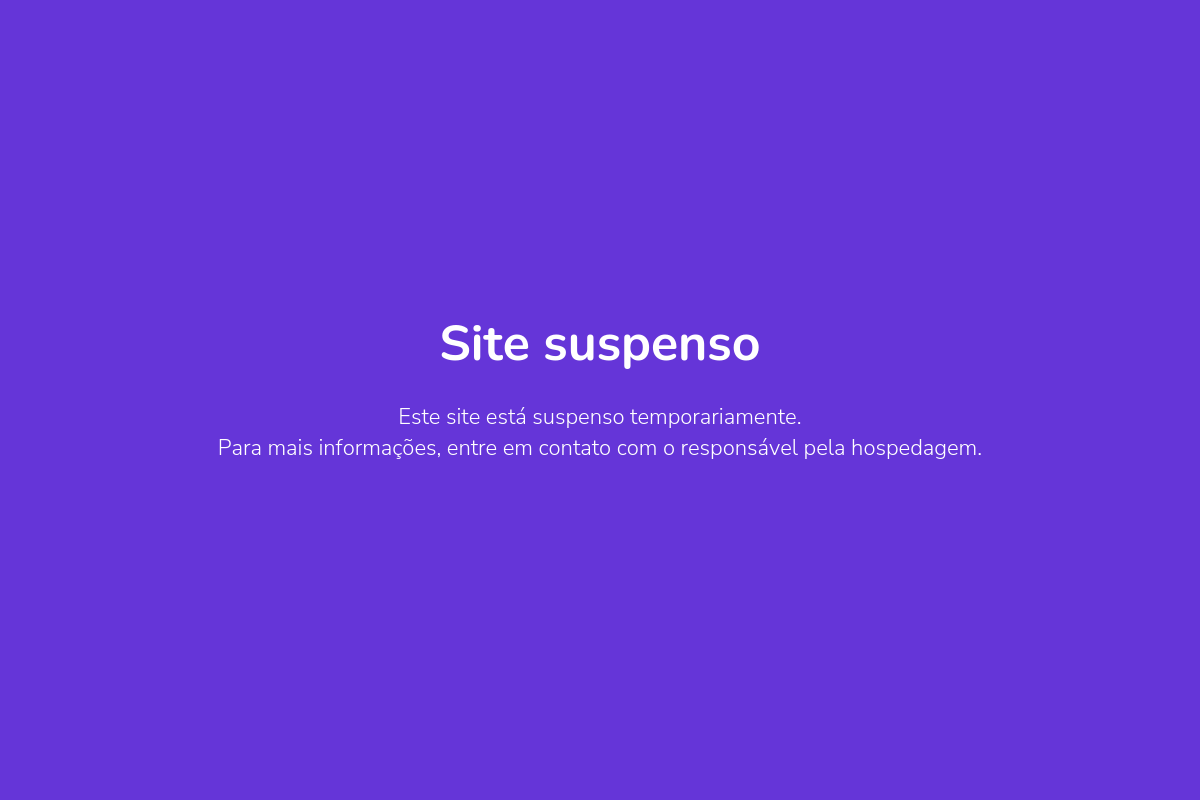 Site suspenso
Este site está suspenso temporariamente.
Para mais informações, entre em contato com o responsável pela hospedagem.